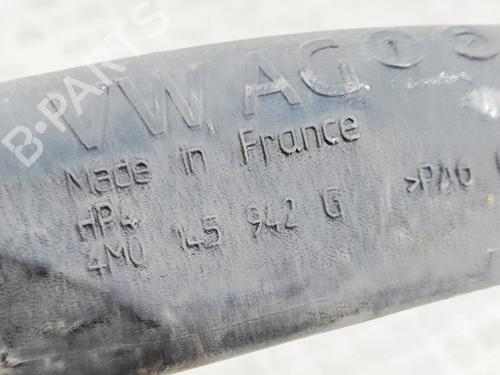 VW AG
Made in France
HP4
4M0 145 942 G >PA6
B-PARTS